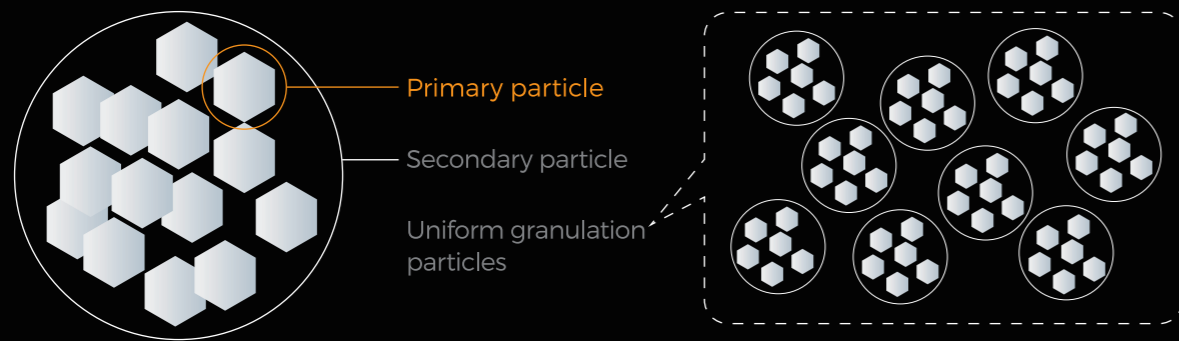 Primary particle
Secondary particle
Uniform granulation
particles